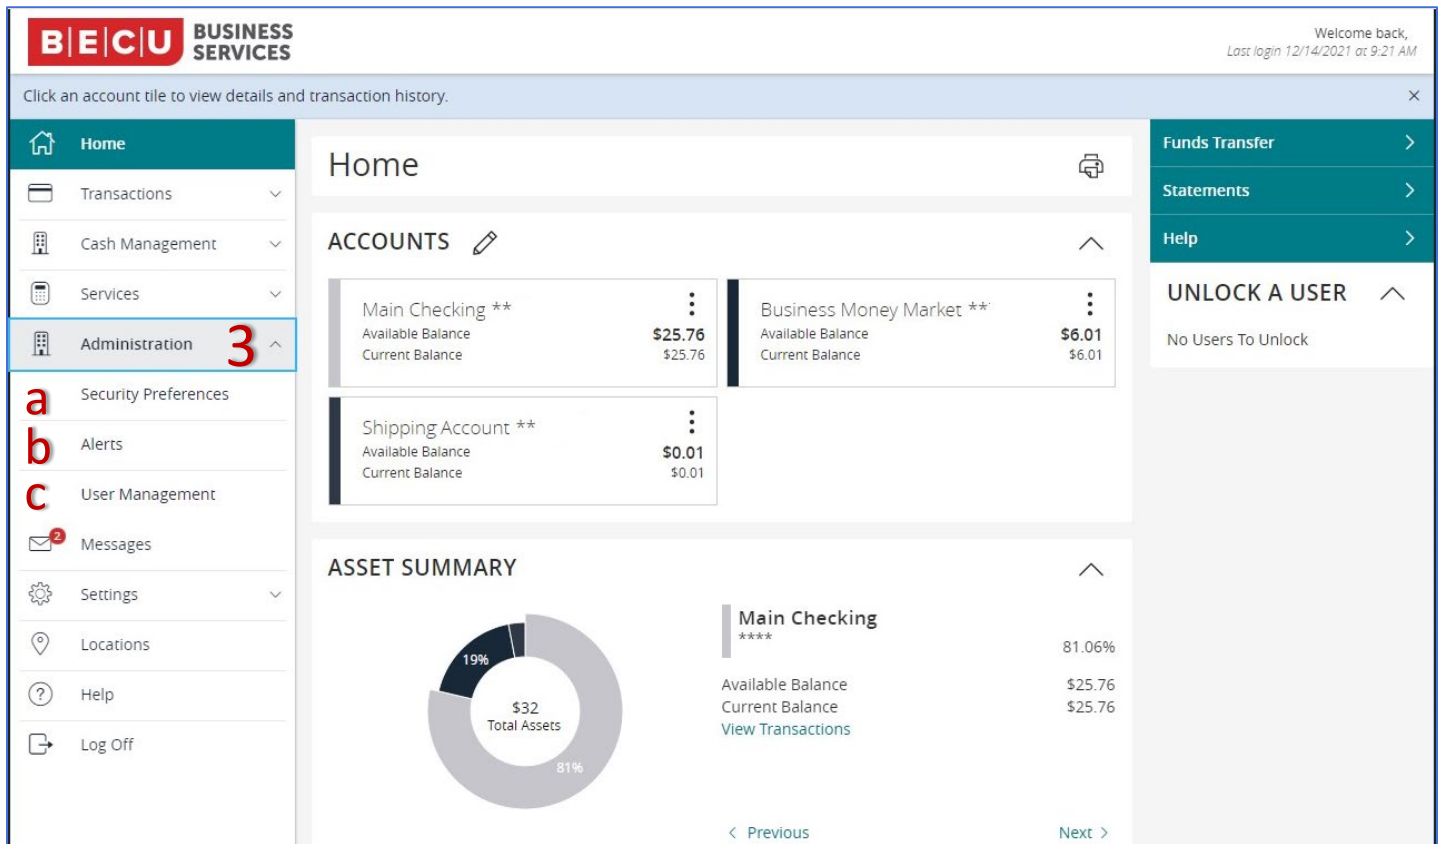 B|E|C|U BUSINESS SERVICES
Welcome back,
Last login 12/14/2021 at 9:21 AM
Click an account tile to view details and transaction history.
Home
Transactions
Cash Management
Services
Administration 3
a Security Preferences
b Alerts
c User Management
2 Messages
Settings
Locations
? Help
Log Off
Home
ACCOUNTS
Main Checking **
Available Balance $25.76
Current Balance $25.76
Business Money Market **
Available Balance $6.01
Current Balance $6.01
Shipping Account **
Available Balance $0.01
Current Balance $0.01
ASSET SUMMARY
19%
$32
Total Assets
81%
Main Checking
****
81.06%
Available Balance $25.76
Current Balance $25.76
View Transactions
< Previous Next >
Funds Transfer >
Statements >
Help >
UNLOCK A USER
No Users To Unlock